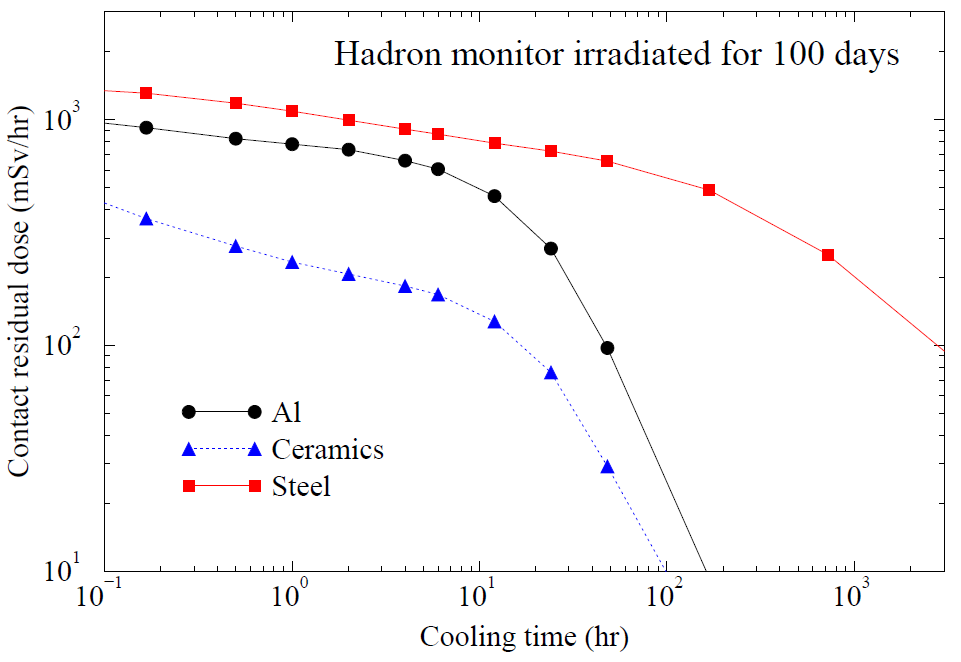 Hadron monitor irradiated for 100 days
Contact residual dose (mSv/hr)
10³
10²
10¹
Al
Ceramics
Steel
10⁻¹ 10⁰ 10¹ 10² 10³
Cooling time (hr)